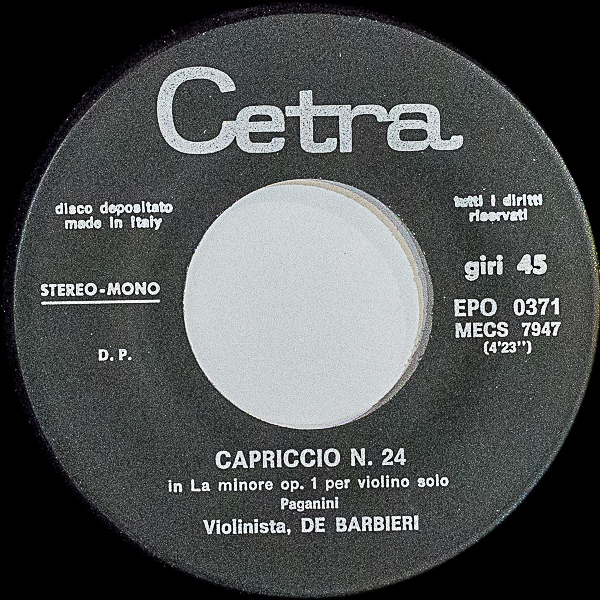 Cetra
disco depositato
made in Italy
tutti i diritti
riservati
giri 45
STEREO-MONO
EPO 0371
MECS 7947
(4'23")
D. P.
CAPRICCIO N. 24
in La minore op. 1 per violino solo
Paganini
Violinista, DE BARBIERI